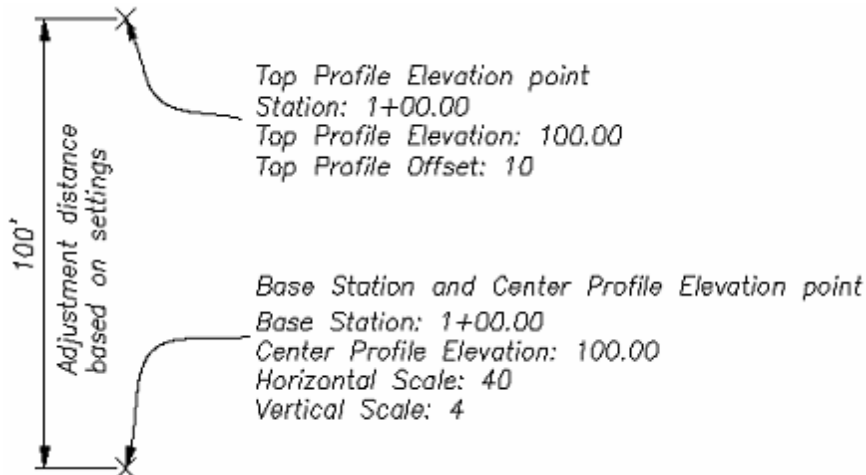 Top Profile Elevation point
Station: 1+00.00
Top Profile Elevation: 100.00
Top Profile Offset: 10
100'
Adjustment distance
based on settings
Base Station and Center Profile Elevation point
Base Station: 1+00.00
Center Profile Elevation: 100.00
Horizontal Scale: 40
Vertical Scale: 4